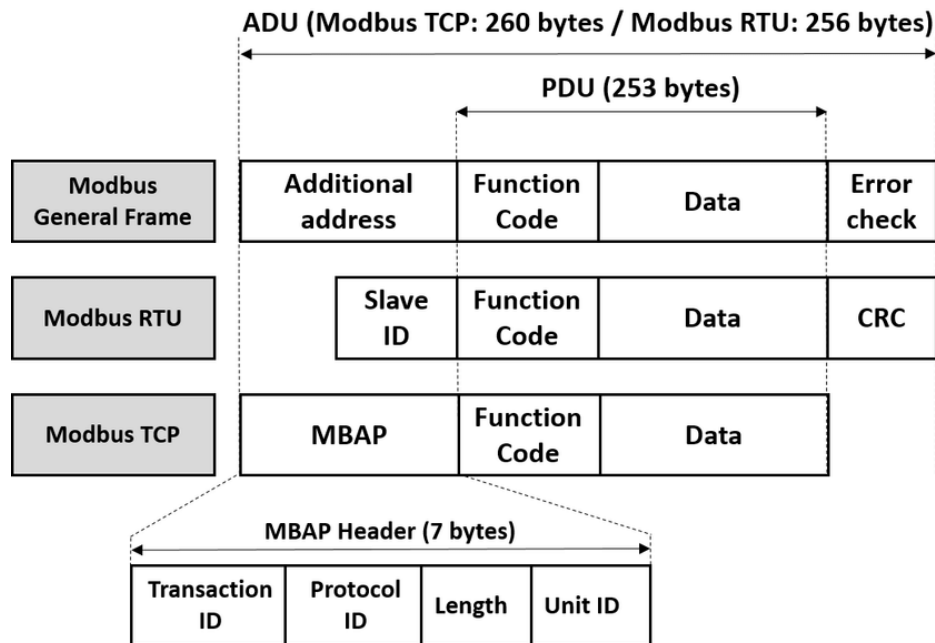 ADU (Modbus TCP: 260 bytes / Modbus RTU: 256 bytes)
PDU (253 bytes)
Modbus
General Frame
Additional
address
Function
Code
Data
Error
check
Modbus RTU
Slave
ID
Function
Code
Data
CRC
Modbus TCP
MBAP
Function
Code
Data
MBAP Header (7 bytes)
Transaction
ID
Protocol
ID
Length
Unit ID